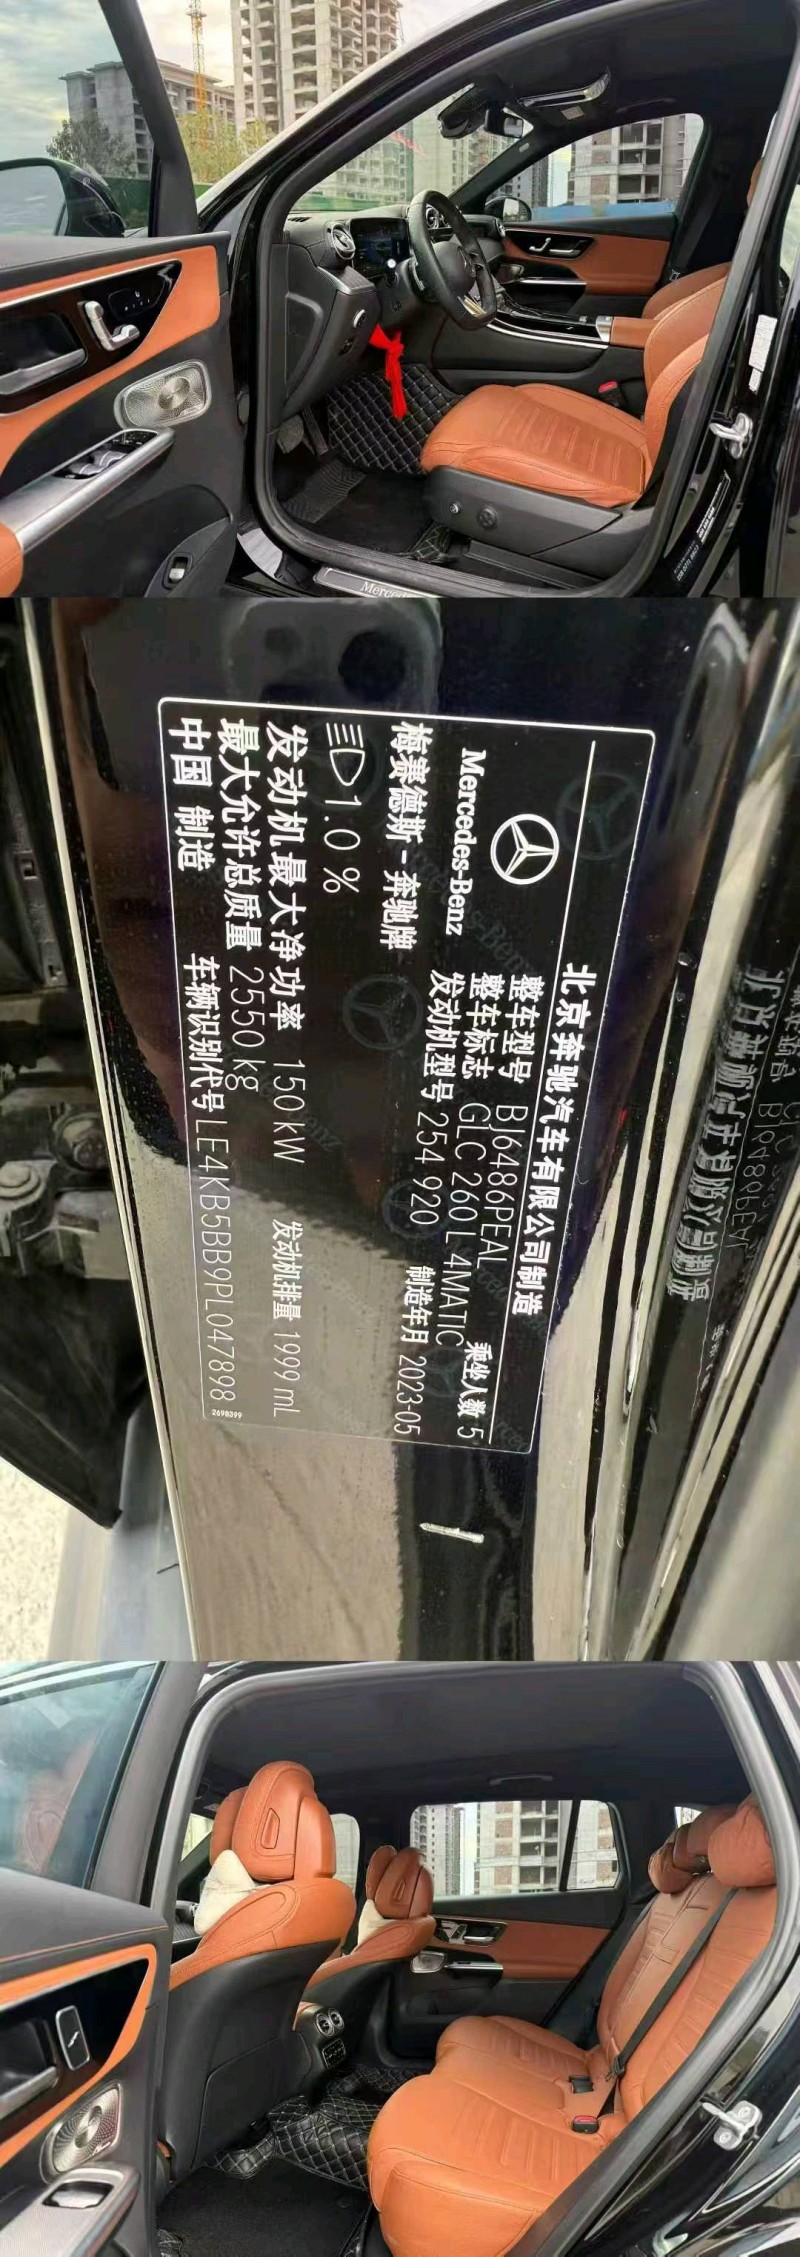 北京奔驰汽车有限公司制造
Mercedes-Benz
梅赛德斯-奔驰牌
整车型号 BJ6486PEAL
整车标志 GLC 260 L 4MATIC 乘坐人数 5
发动机型号 254 920 制造年月 2023-05
1.0 %
发动机最大净功率 150 kW 发动机排量 1999 mL
最大允许总质量 2550 kg
中国 制造 车辆识别代号 LE4KB5BB9PL047898
2698399